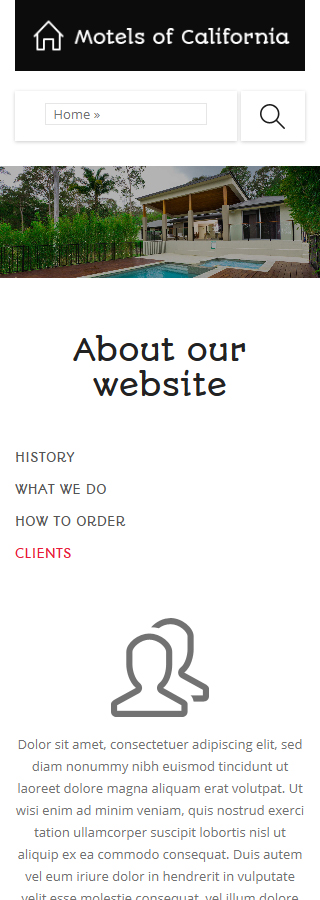 Motels of California
Home »
About our
website
HISTORY
WHAT WE DO
HOW TO ORDER
CLIENTS
Dolor sit amet, consectetuer adipiscing elit, sed
diam nonummy nibh euismod tincidunt ut
laoreet dolore magna aliquam erat volutpat. Ut
wisi enim ad minim veniam, quis nostrud exerci
tation ullamcorper suscipit lobortis nisl ut
aliquip ex ea commodo consequat. Duis autem
vel eum iriure dolor in hendrerit in vulputate
velit esse molestie consequat, vel illum dolore